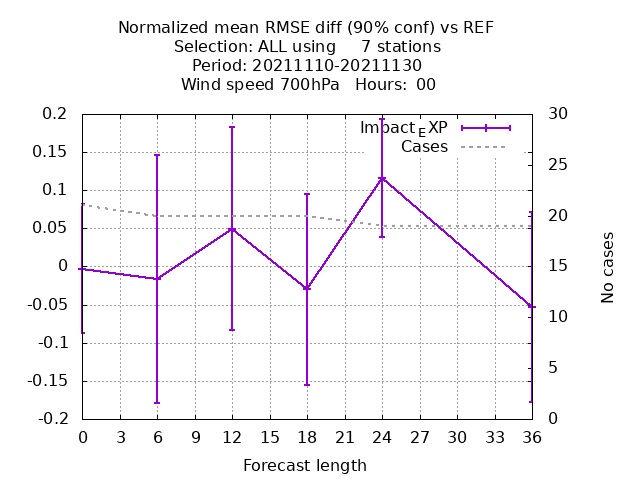 Normalized mean RMSE diff (90% conf) vs REF
Selection: ALL using 7 stations
Period: 20211110-20211130
Wind speed 700hPa Hours: 00
Impact_EXP
Cases
0.2
0.15
0.1
0.05
0
-0.05
-0.1
-0.15
-0.2
30
25
20
15
10
5
0
No cases
0 3 6 9 12 15 18 21 24 27 30 33 36
Forecast length